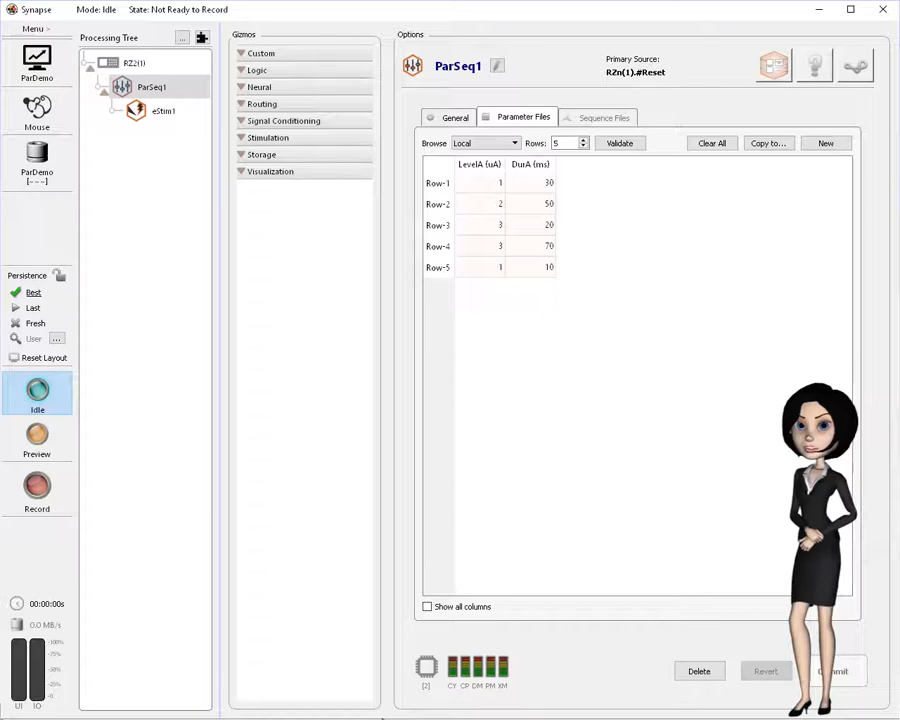 Synapse Mode: Idle State: Not Ready to Record
Menu >
ParDemo
Mouse
ParDemo
[---]
Persistence
Best
Last
Fresh
User ...
Reset Layout
Idle
Preview
Record
00:00:00s
0.0 MB/s
-100%
-75%
-50%
-25%
-0
UI IO
Processing Tree ...
RZ2(1)
ParSeq1
eStim1
Gizmos
Custom
Logic
Neural
Routing
Signal Conditioning
Stimulation
Storage
Visualization
Options
ParSeq1
Primary Source:
RZn(1).#Reset
General Parameter Files Sequence Files
Browse Local Rows: 5 Validate Clear All Copy to... New
LevelA (uA) DurA (ms)
Row-1 1 30
Row-2 2 50
Row-3 3 20
Row-4 3 70
Row-5 1 10
Show all columns
[2] CY CP DM PM XM
Delete Revert